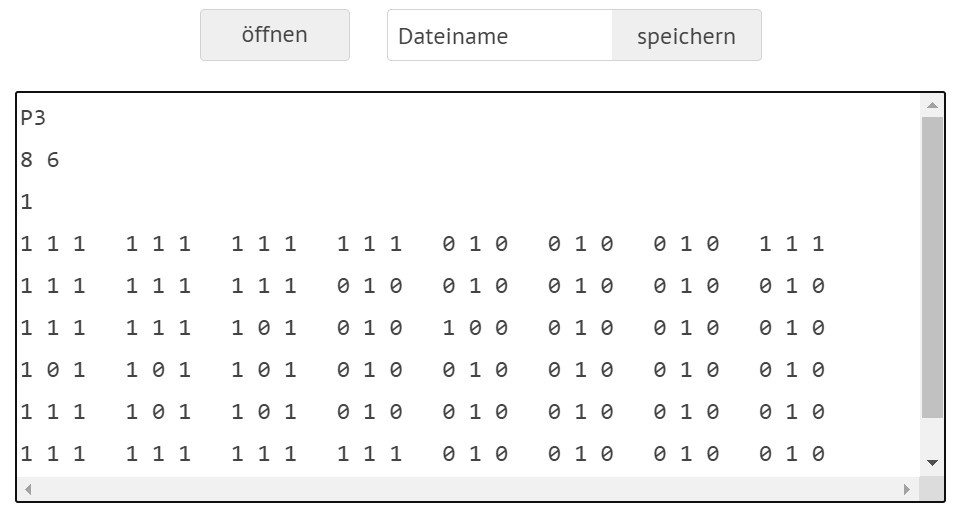 öffnen Dateiname speichern
P3
8 6
1
1 1 1   1 1 1   1 1 1   1 1 1   0 1 0   0 1 0   0 1 0   1 1 1
1 1 1   1 1 1   1 1 1   0 1 0   0 1 0   0 1 0   0 1 0   0 1 0
1 1 1   1 1 1   1 0 1   0 1 0   1 0 0   0 1 0   0 1 0   0 1 0
1 0 1   1 0 1   1 0 1   0 1 0   0 1 0   0 1 0   0 1 0   0 1 0
1 1 1   1 0 1   1 0 1   0 1 0   0 1 0   0 1 0   0 1 0   0 1 0
1 1 1   1 1 1   1 1 1   1 1 1   0 1 0   0 1 0   0 1 0   0 1 0